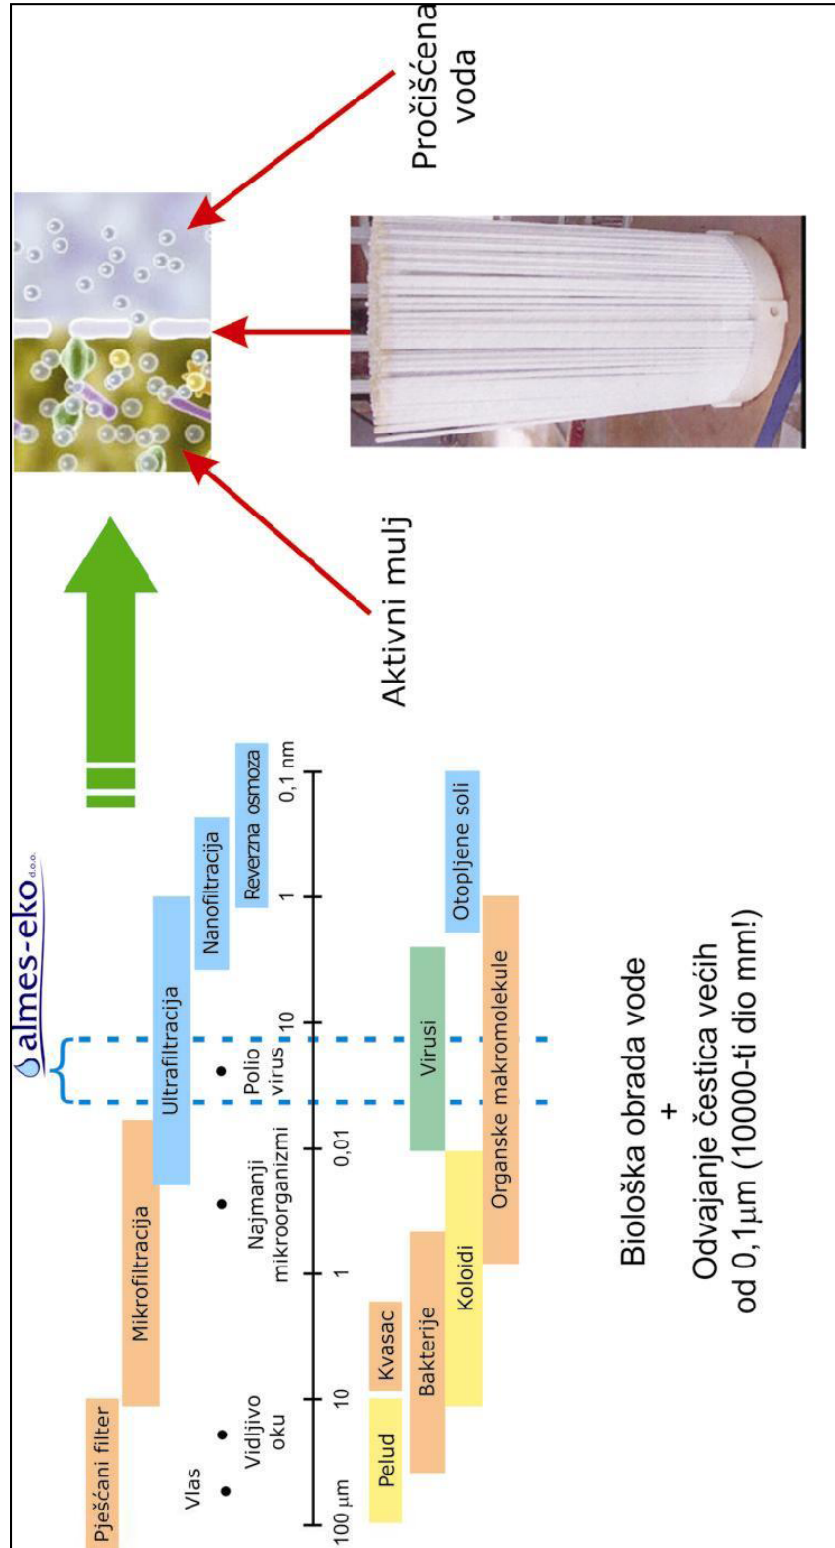 almes-eko d.o.o.
Pješćani filter
Mikrofiltracija
Ultrafiltracija
Nanofiltracija
Reverzna osmoza
Vlas
Vidljivo
oku
Najmanji
mikroorganizmi
Polio
virus
100 µm
10
1
0,01
10
1
0,1 nm
Pelud
Kvasac
Bakterije
Virusi
Koloidi
Otopljene soli
Organske makromolekule
Biološka obrada vode
+
Odvajanje čestica većih
od 0,1µm (10000-ti dio mm!)
Aktivni mulj
Pročišćena
voda